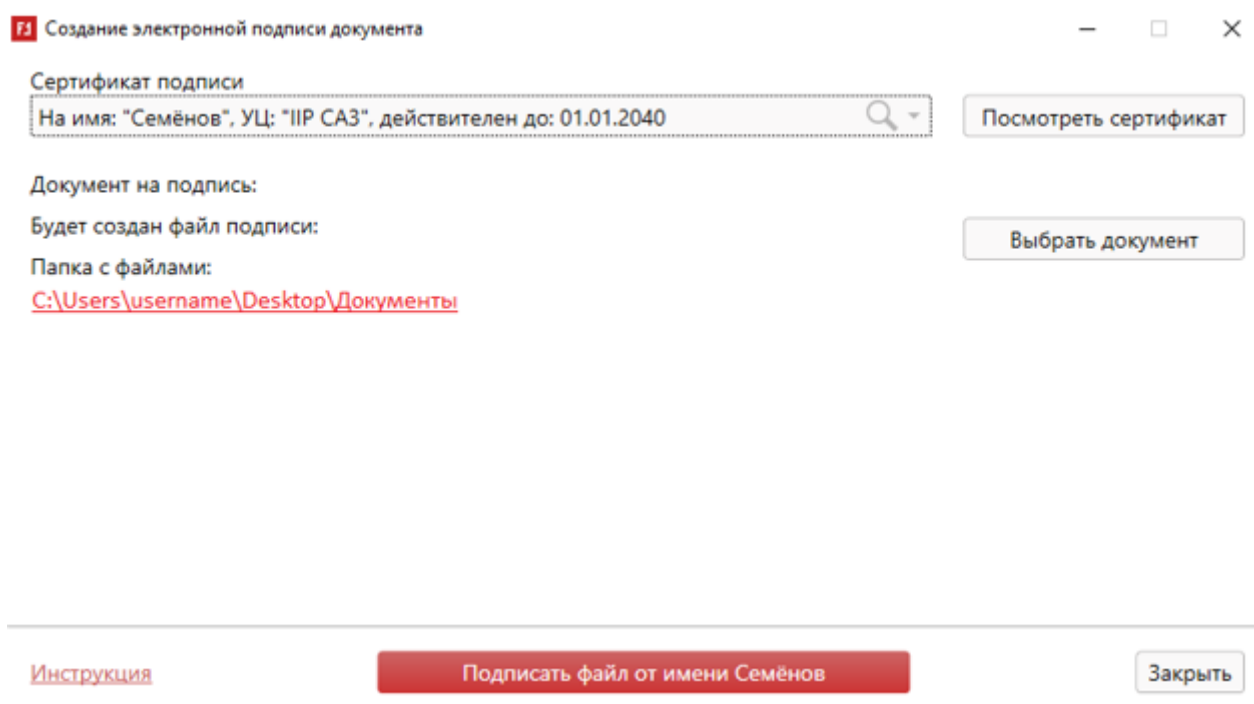 F1 Создание электронной подписи документа
Сертификат подписи
На имя: "Семёнов", УЦ: "IIP CA3", действителен до: 01.01.2040
Посмотреть сертификат
Документ на подпись:
Будет создан файл подписи:
Выбрать документ
Папка с файлами:
C:\Users\username\Desktop\Документы
Инструкция
Подписать файл от имени Семёнов
Закрыть